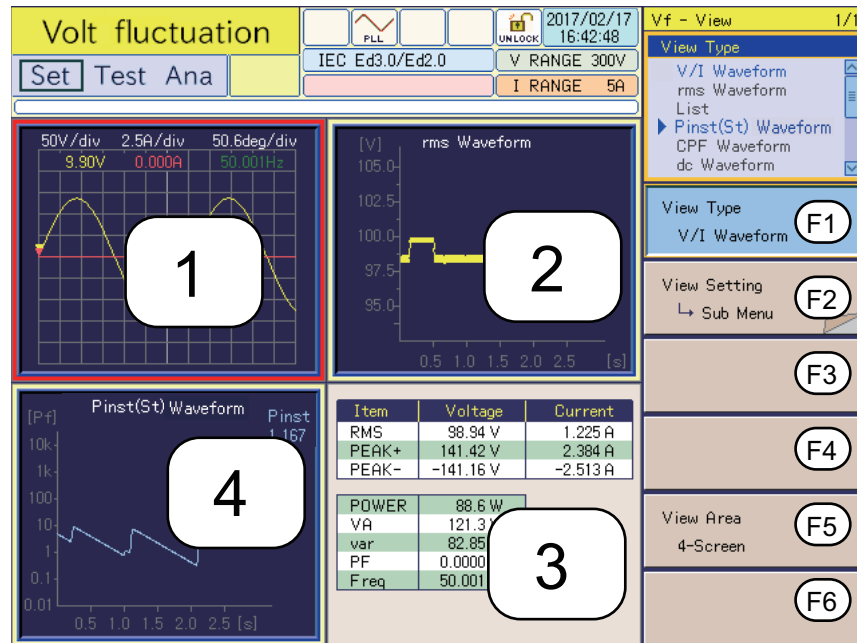 Volt fluctuation
Set Test Ana
PLL
UNLOCK
2017/02/17
16:42:48
IEC Ed3.0/Ed2.0
V RANGE 300V
I RANGE 5A
Vf - View 1/1
View Type
V/I Waveform
rms Waveform
List
Pinst(St) Waveform
CPF Waveform
dc Waveform
View Type
V/I Waveform
F1
View Setting
↳ Sub Menu
F2
F3
F4
View Area
4-Screen
F5
F6
50V/div 2.5A/div 50.6deg/div
9.90V 0.000A 50.001Hz
1
[V] rms Waveform
105.0
102.5
100.0
97.5
95.0
0.5 1.0 1.5 2.0 2.5 [s]
2
[Pf] Pinst(St) Waveform Pinst
1.167
10k
1k
100
10
1
0.1
0.01
0.5 1.0 1.5 2.0 2.5 [s]
4
Item Voltage Current
RMS 98.94 V 1.225 A
PEAK+ 141.42 V 2.384 A
PEAK- -141.16 V -2.513 A
POWER 88.6 W
VA 121.3
var 82.85
PF 0.0000
Freq 50.001
3